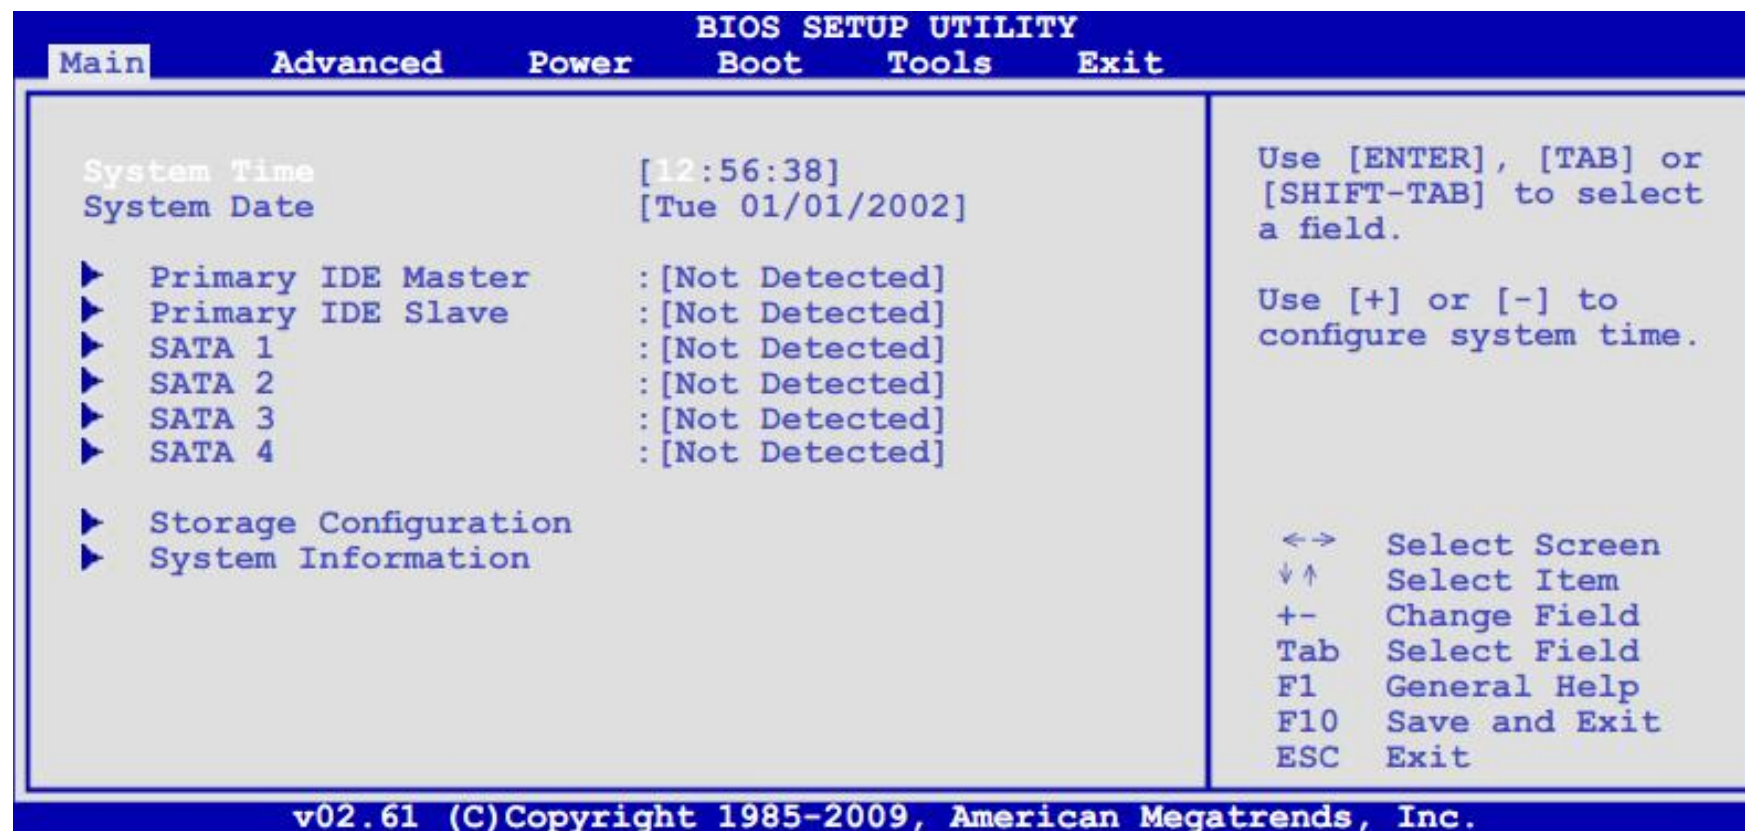 BIOS SETUP UTILITY
Main Advanced Power Boot Tools Exit
System Time [12:56:38]
System Date [Tue 01/01/2002]
Primary IDE Master :[Not Detected]
Primary IDE Slave :[Not Detected]
SATA 1 :[Not Detected]
SATA 2 :[Not Detected]
SATA 3 :[Not Detected]
SATA 4 :[Not Detected]
Storage Configuration
System Information
Use [ENTER], [TAB] or
[SHIFT-TAB] to select
a field.
Use [+] or [-] to
configure system time.
←→ Select Screen
↓↑ Select Item
+- Change Field
Tab Select Field
F1 General Help
F10 Save and Exit
ESC Exit
v02.61 (C)Copyright 1985-2009, American Megatrends, Inc.